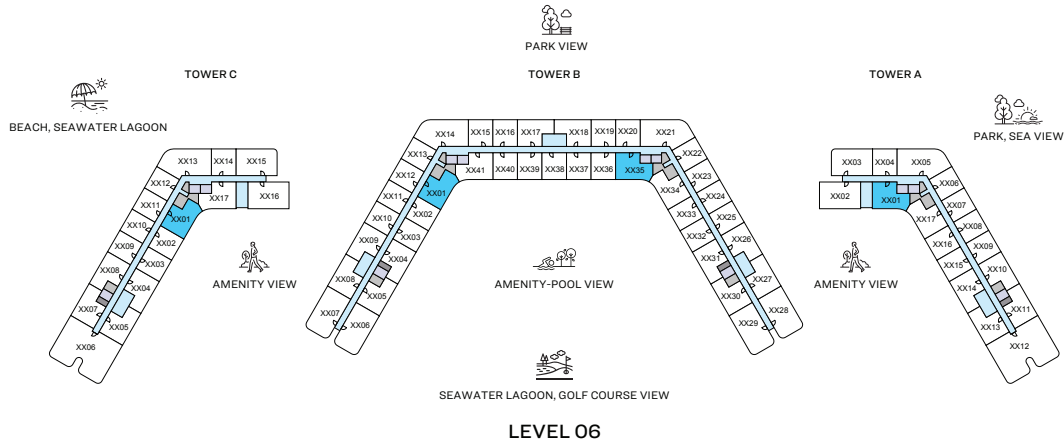 PARK VIEW
TOWER C
TOWER B
TOWER A
BEACH, SEAWATER LAGOON
PARK, SEA VIEW
XX13
XX14
XX15
XX12
XX11
XX10
XX09
XX08
XX07
XX06
XX05
XX04
XX03
XX02
XX01
XX17
XX16
AMENITY VIEW
XX14
XX15
XX16
XX17
XX18
XX19
XX20
XX21
XX13
XX12
XX11
XX10
XX09
XX08
XX07
XX06
XX05
XX04
XX02
XX01
XX41
XX40
XX39
XX38
XX37
XX36
XX35
XX34
XX33
XX32
XX31
XX30
XX29
XX22
XX23
XX24
XX25
XX26
XX27
XX28
AMENITY-POOL VIEW
XX03
XX04
XX05
XX02
XX01
XX17
XX16
XX15
XX14
XX13
XX12
XX06
XX07
XX08
XX09
XX10
XX11
AMENITY VIEW
SEAWATER LAGOON, GOLF COURSE VIEW
LEVEL 06